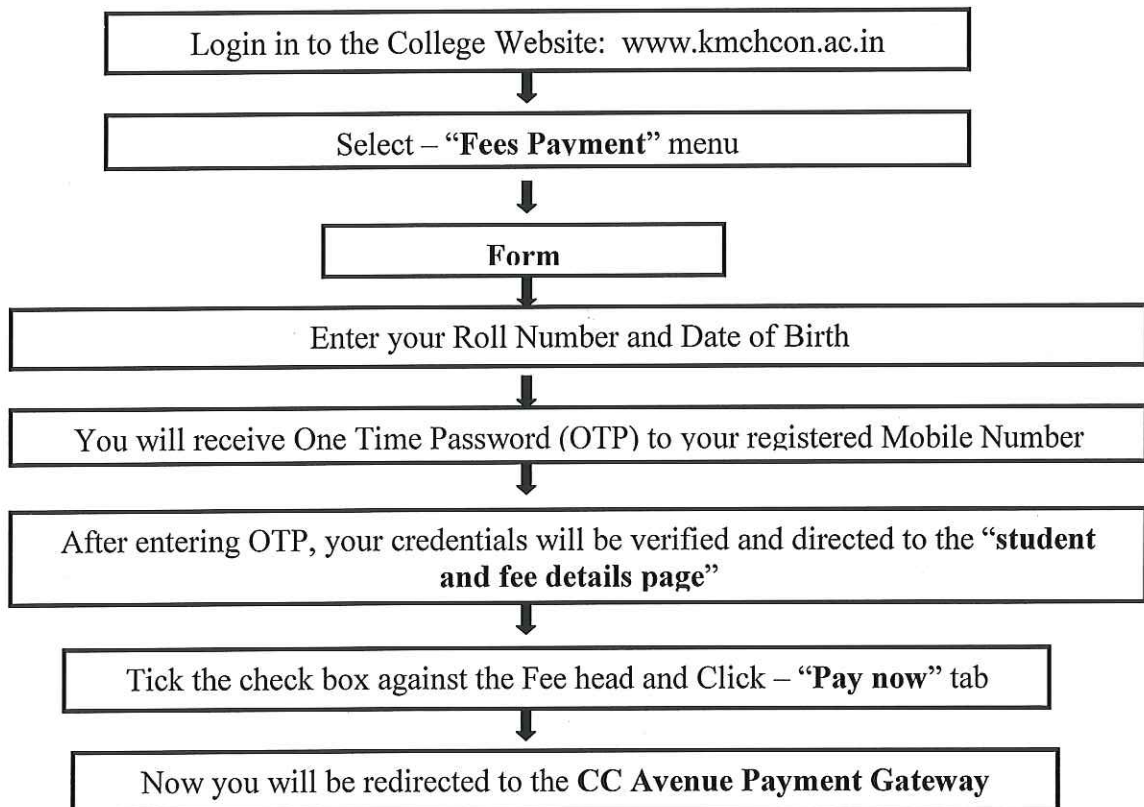 Login in to the College Website: www.kmchcon.ac.in
Select – “Fees Payment” menu
Form
Enter your Roll Number and Date of Birth
You will receive One Time Password (OTP) to your registered Mobile Number
After entering OTP, your credentials will be verified and directed to the “student
and fee details page”
Tick the check box against the Fee head and Click – “Pay now” tab
Now you will be redirected to the CC Avenue Payment Gateway